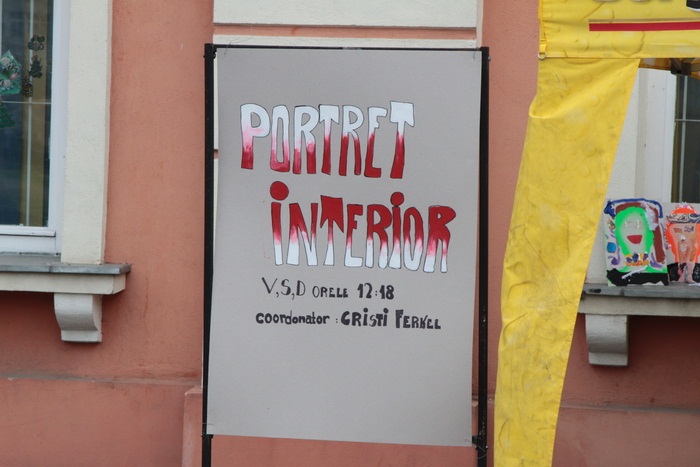 PORTRET
INTERIOR
V,S,D ORELE 12:18
COORDONATOR : CRISTI FERKEL